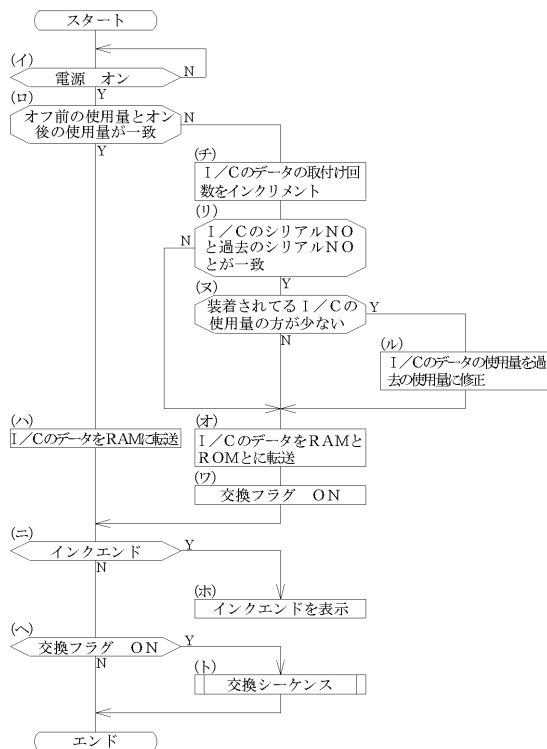 スタート
(イ)
電源 オン
N
Y
(ロ)
オフ前の使用量とオン
後の使用量が一致
N
Y
(チ)
I/Cのデータの取付け回
数をインクリメント
(リ)
I/CのシリアルNO
と過去のシリアルNO
とが一致
N
Y
(ヌ)
装着されてるI/Cの
使用量の方が少ない
Y
N
(ル)
I/Cのデータの使用量を過
去の使用量に修正
(ハ)
I/CのデータをRAMに転送
(オ)
I/CのデータをRAMと
ROMとに転送
(ワ)
交換フラグ ON
(ニ)
インクエンド
Y
N
(ホ)
インクエンドを表示
(ヘ)
交換フラグ ON
Y
N
(ト)
交換シーケンス
エンド